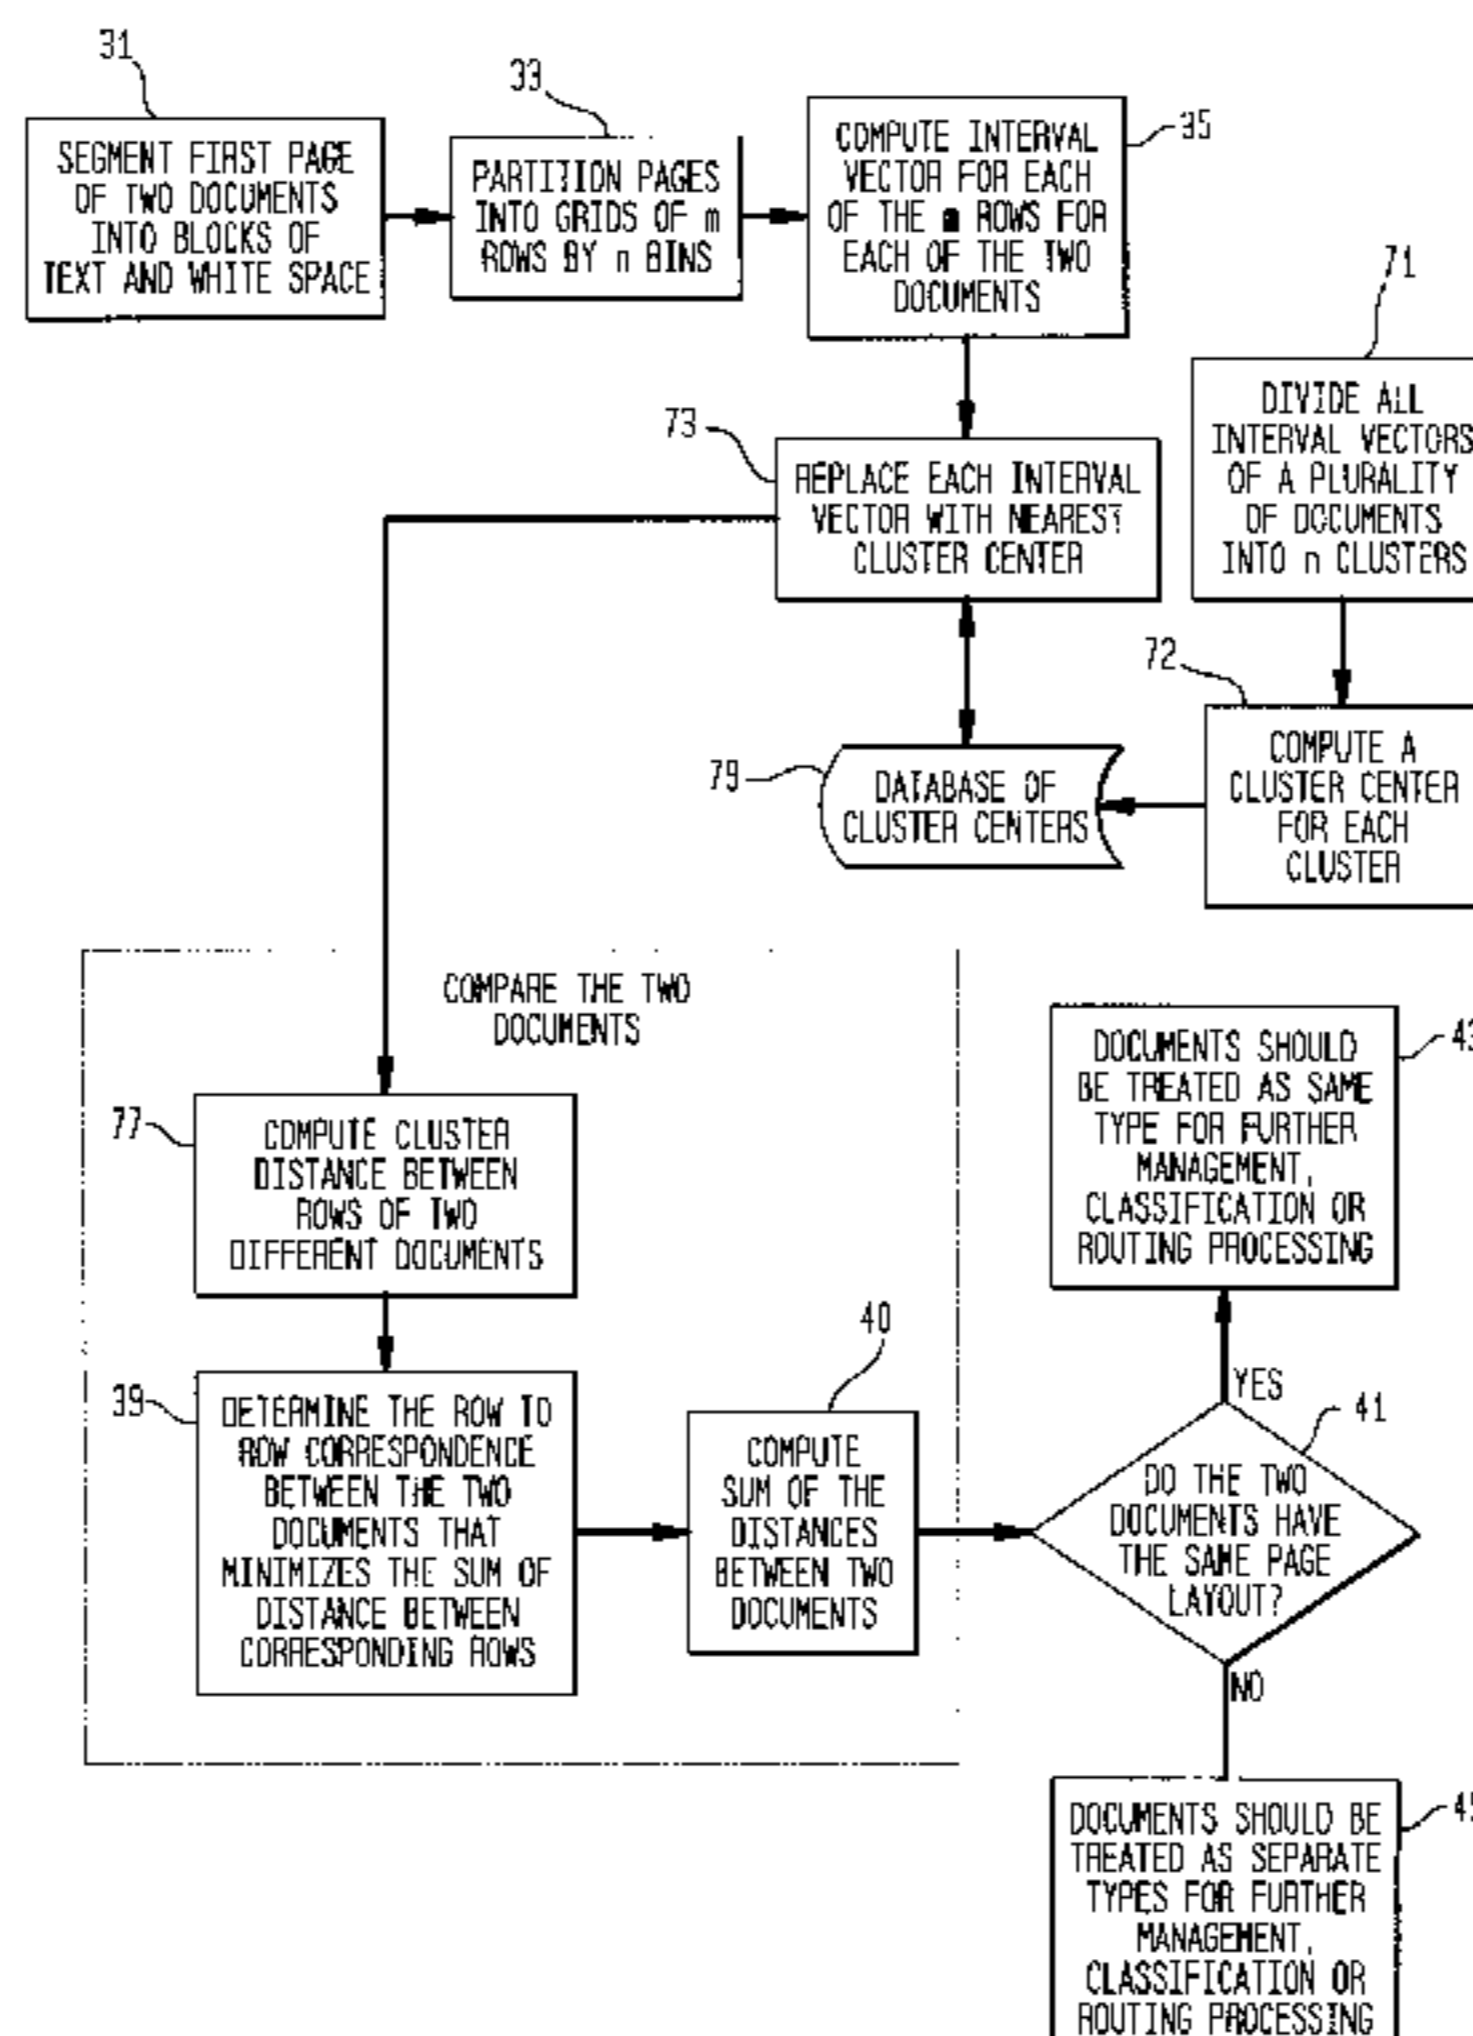 31
SEGMENT FIRST PAGE
OF TWO DOCUMENTS
INTO BLOCKS OF
TEXT AND WHITE SPACE
33
PARTITION PAGES
INTO GRIDS OF m
ROWS BY n BINS
35
COMPUTE INTERVAL
VECTOR FOR EACH
OF THE m ROWS FOR
EACH OF THE TWO
DOCUMENTS
71
DIVIDE ALL
INTERVAL VECTORS
OF A PLURALITY
OF DOCUMENTS
INTO n CLUSTERS
73
REPLACE EACH INTERVAL
VECTOR WITH NEAREST
CLUSTER CENTER
72
COMPUTE A
CLUSTER CENTER
FOR EACH
CLUSTER
79
DATABASE OF
CLUSTER CENTERS
COMPARE THE TWO
DOCUMENTS
77
COMPUTE CLUSTER
DISTANCE BETWEEN
ROWS OF TWO
DIFFERENT DOCUMENTS
39
DETERMINE THE ROW TO
ROW CORRESPONDENCE
BETWEEN THE TWO
DOCUMENTS THAT
MINIMIZES THE SUM OF
DISTANCE BETWEEN
CORRESPONDING ROWS
40
COMPUTE
SUM OF THE
DISTANCES
BETWEEN TWO
DOCUMENTS
41
DO THE TWO
DOCUMENTS HAVE
THE SAME PAGE
LAYOUT?
YES
43
DOCUMENTS SHOULD
BE TREATED AS SAME
TYPE FOR FURTHER
MANAGEMENT,
CLASSIFICATION OR
ROUTING PROCESSING
NO
45
DOCUMENTS SHOULD BE
TREATED AS SEPARATE
TYPES FOR FURTHER
MANAGEMENT,
CLASSIFICATION OR
ROUTING PROCESSING